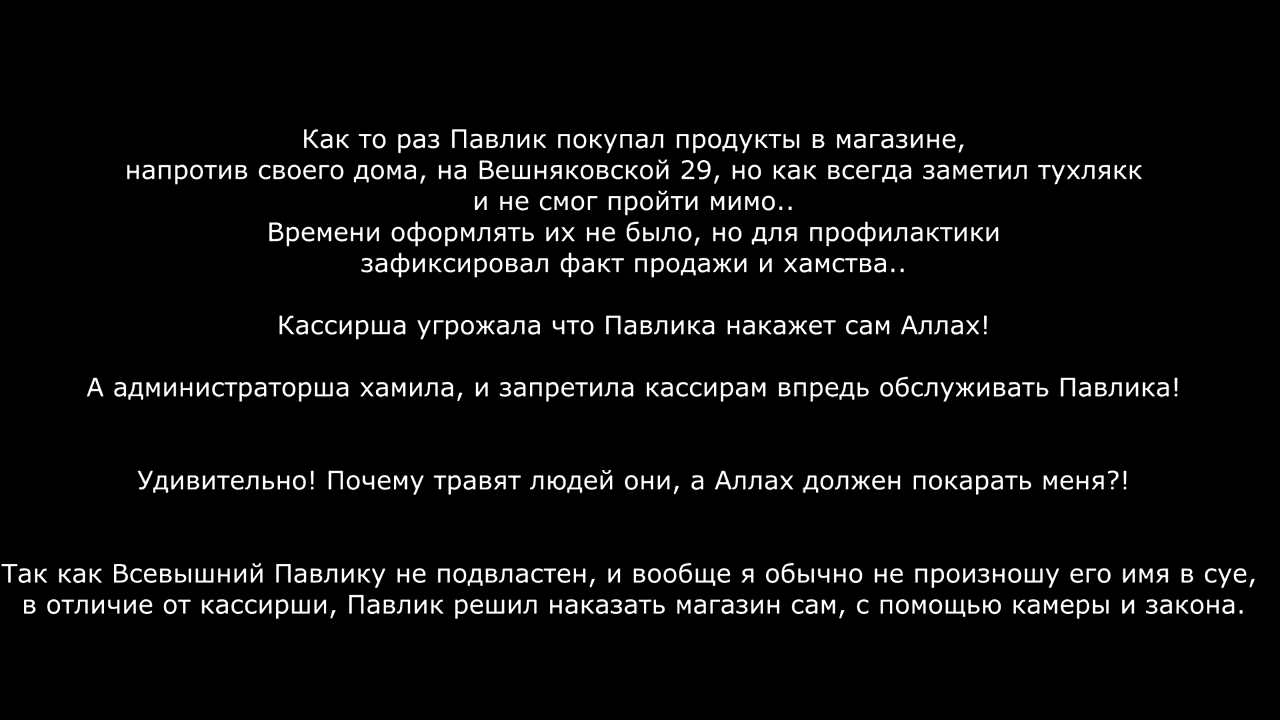 Как то раз Павлик покупал продукты в магазине,
напротив своего дома, на Вешняковской 29, но как всегда заметил тухлякк
и не смог пройти мимо..
Времени оформлять их не было, но для профилактики
зафиксировал факт продажи и хамства..
Кассирша угрожала что Павлика накажет сам Аллах!
А администраторша хамила, и запретила кассирам впредь обслуживать Павлика!
Удивительно! Почему травят людей они, а Аллах должен покарать меня?!
Так как Всевышний Павлику не подвластен, и вообще я обычно не произношу его имя в суе,
в отличие от кассирши, Павлик решил наказать магазин сам, с помощью камеры и закона.